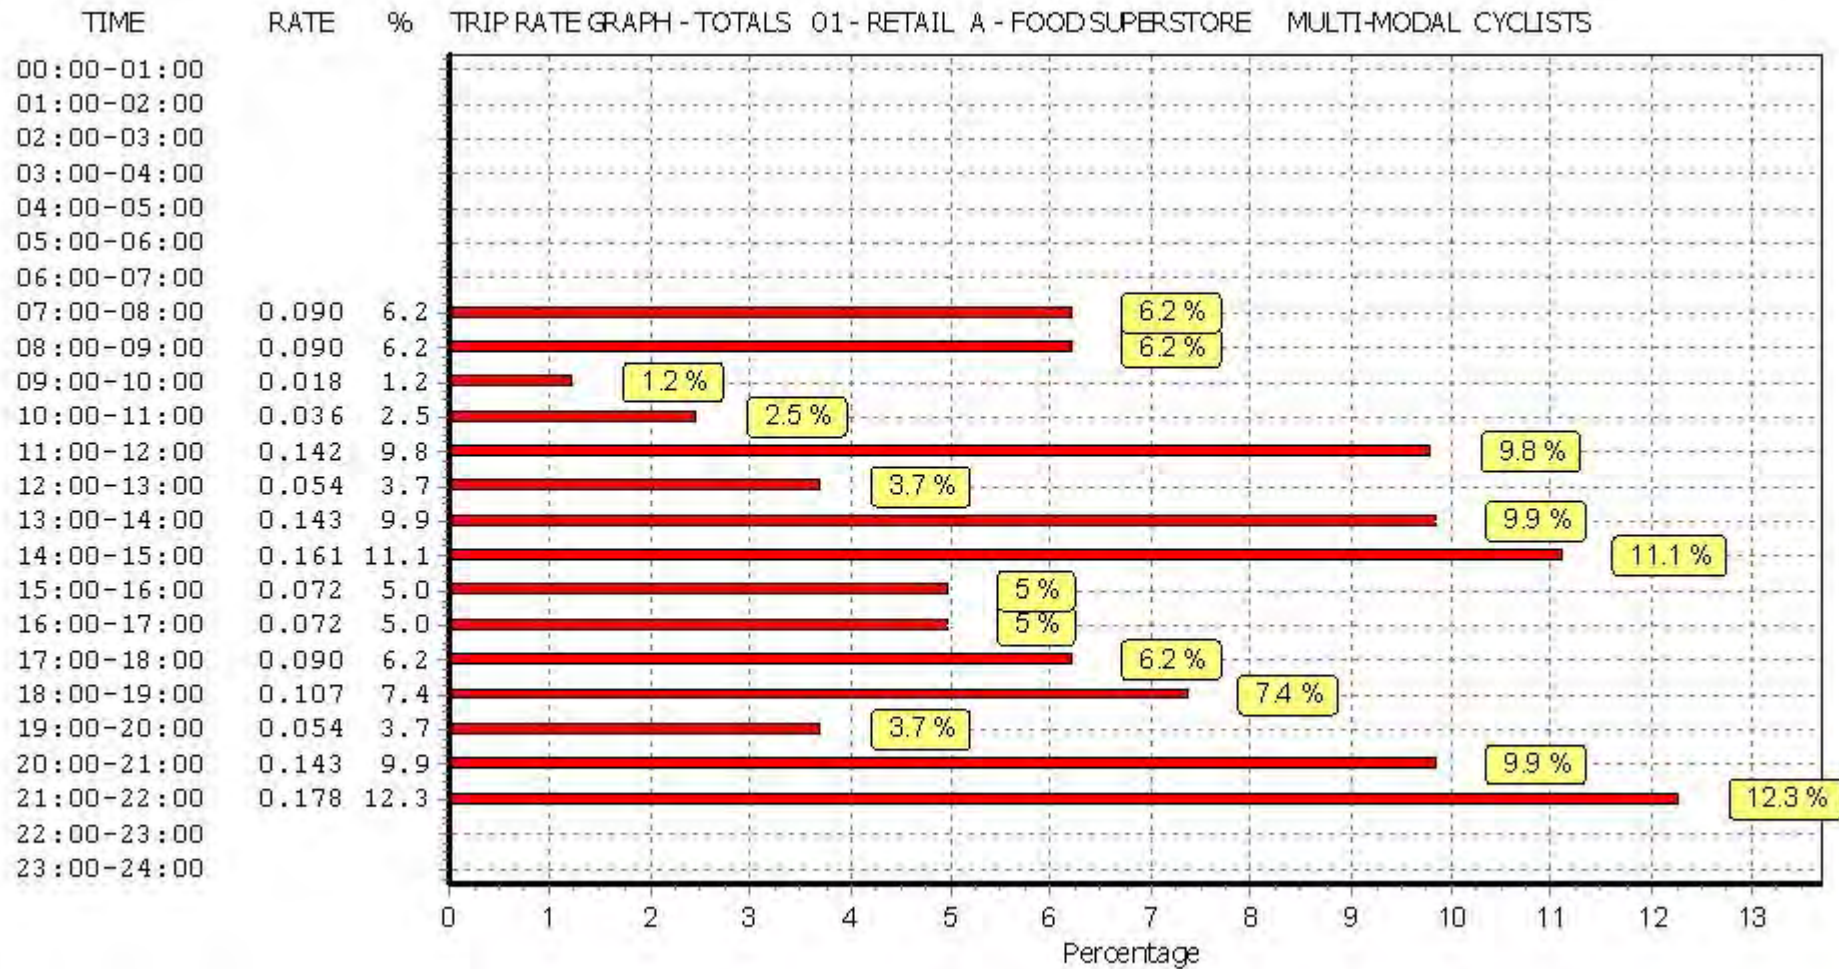 TIME RATE % TRIP RATE GRAPH - TOTALS 01 - RETAIL A - FOOD SUPERSTORE MULTI-MODAL CYCLISTS
00:00-01:00
01:00-02:00
02:00-03:00
03:00-04:00
04:00-05:00
05:00-06:00
06:00-07:00
07:00-08:00 0.090 6.2 6.2 %
08:00-09:00 0.090 6.2 6.2 %
09:00-10:00 0.018 1.2 1.2 %
10:00-11:00 0.036 2.5 2.5 %
11:00-12:00 0.142 9.8 9.8 %
12:00-13:00 0.054 3.7 3.7 %
13:00-14:00 0.143 9.9 9.9 %
14:00-15:00 0.161 11.1 11.1 %
15:00-16:00 0.072 5.0 5 %
16:00-17:00 0.072 5.0 5 %
17:00-18:00 0.090 6.2 6.2 %
18:00-19:00 0.107 7.4 7.4 %
19:00-20:00 0.054 3.7 3.7 %
20:00-21:00 0.143 9.9 9.9 %
21:00-22:00 0.178 12.3 12.3 %
22:00-23:00
23:00-24:00
0 1 2 3 4 5 6 7 8 9 10 11 12 13
Percentage